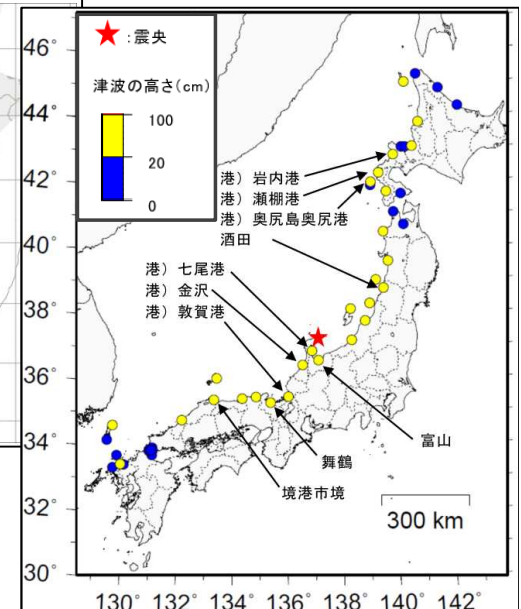 46°
44°
42°
40°
38°
36°
34°
32°
30°
★:震央
津波の高さ(cm)
100
20
0
港）岩内港
港）瀬棚港
港）奥尻島奥尻港
酒田
港）七尾港
港）金沢
港）敦賀港
富山
舞鶴
境港市境
300 km
130° 132° 134° 136° 138° 140° 142°